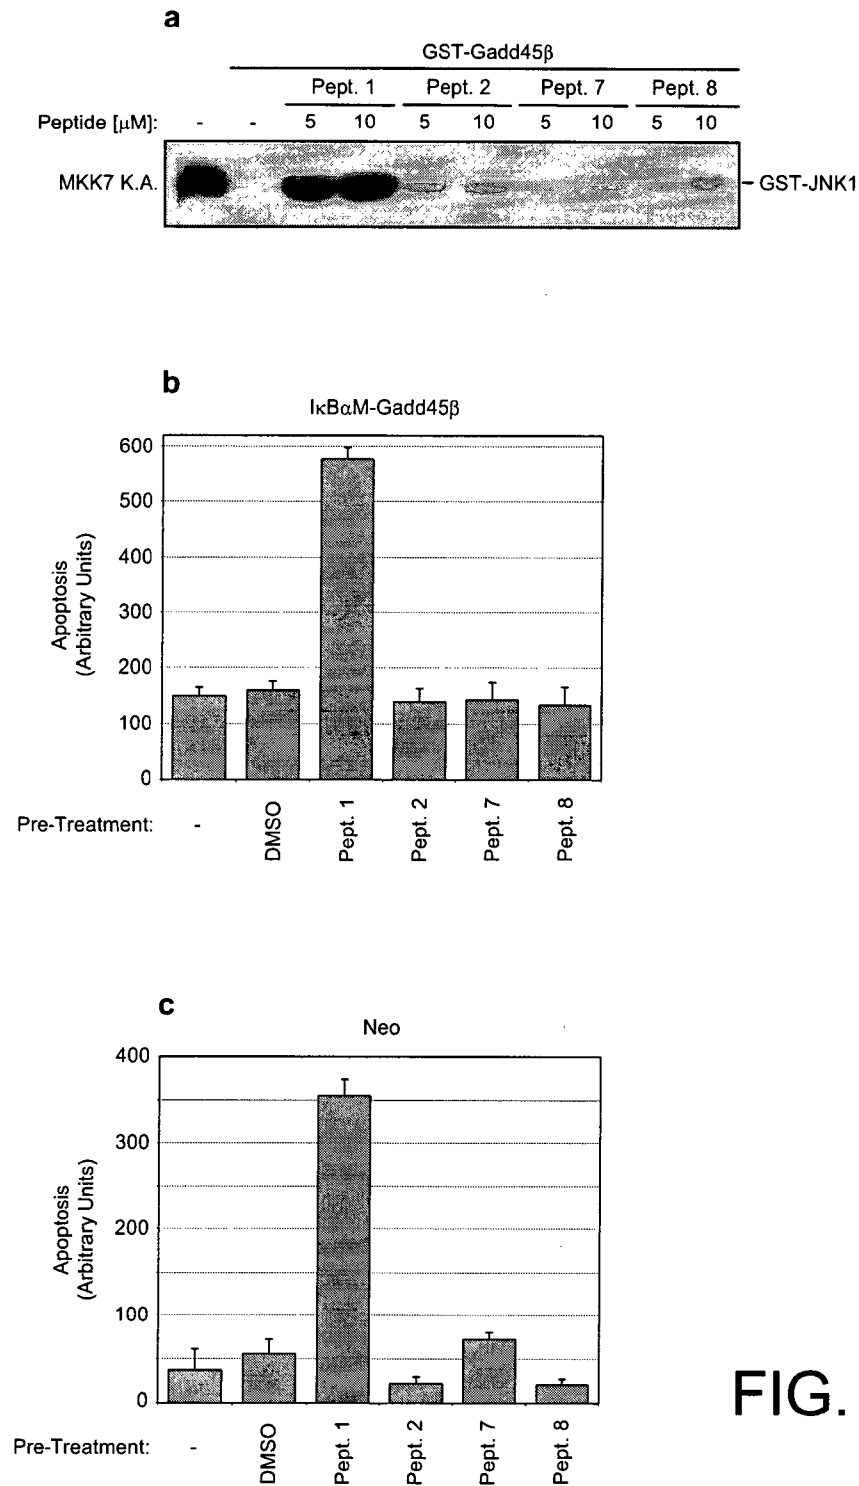 a
GST-Gadd45β
Pept. 1 Pept. 2 Pept. 7 Pept. 8
Peptide [μM]: - - 5 10 5 10 5 10 5 10
MKK7 K.A. GST-JNK1
b
IκBαM-Gadd45β
600
500
400
300
200
100
0
Apoptosis
(Arbitrary Units)
Pre-Treatment: - DMSO Pept. 1 Pept. 2 Pept. 7 Pept. 8
c
Neo
400
300
200
100
0
Apoptosis
(Arbitrary Units)
Pre-Treatment: - DMSO Pept. 1 Pept. 2 Pept. 7 Pept. 8
FIG.